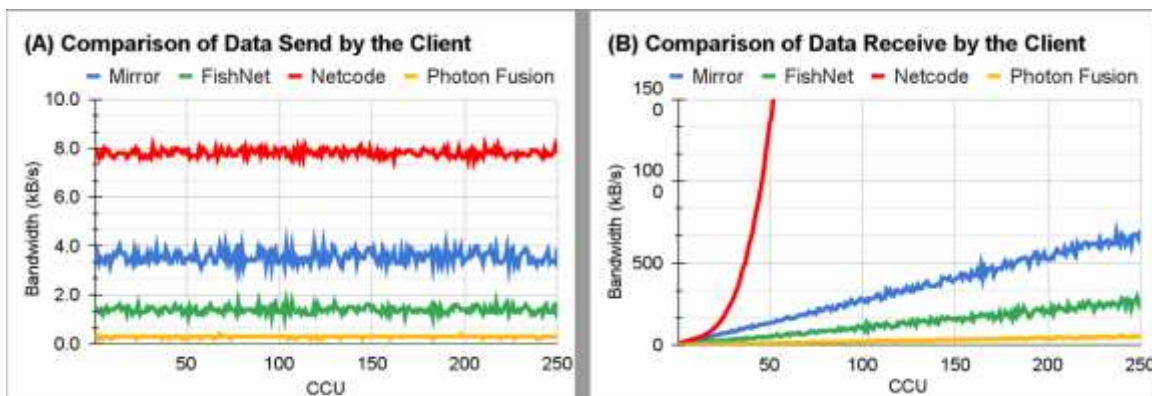 (A) Comparison of Data Send by the Client
Mirror FishNet Netcode Photon Fusion
10.0
8.0
6.0
4.0
2.0
0.0
Bandwidth (kB/s)
50 100 150 200 250
CCU
(B) Comparison of Data Receive by the Client
Mirror FishNet Netcode Photon Fusion
150
0
100
0
500
0
Bandwidth (kB/s)
50 100 150 200 250
CCU